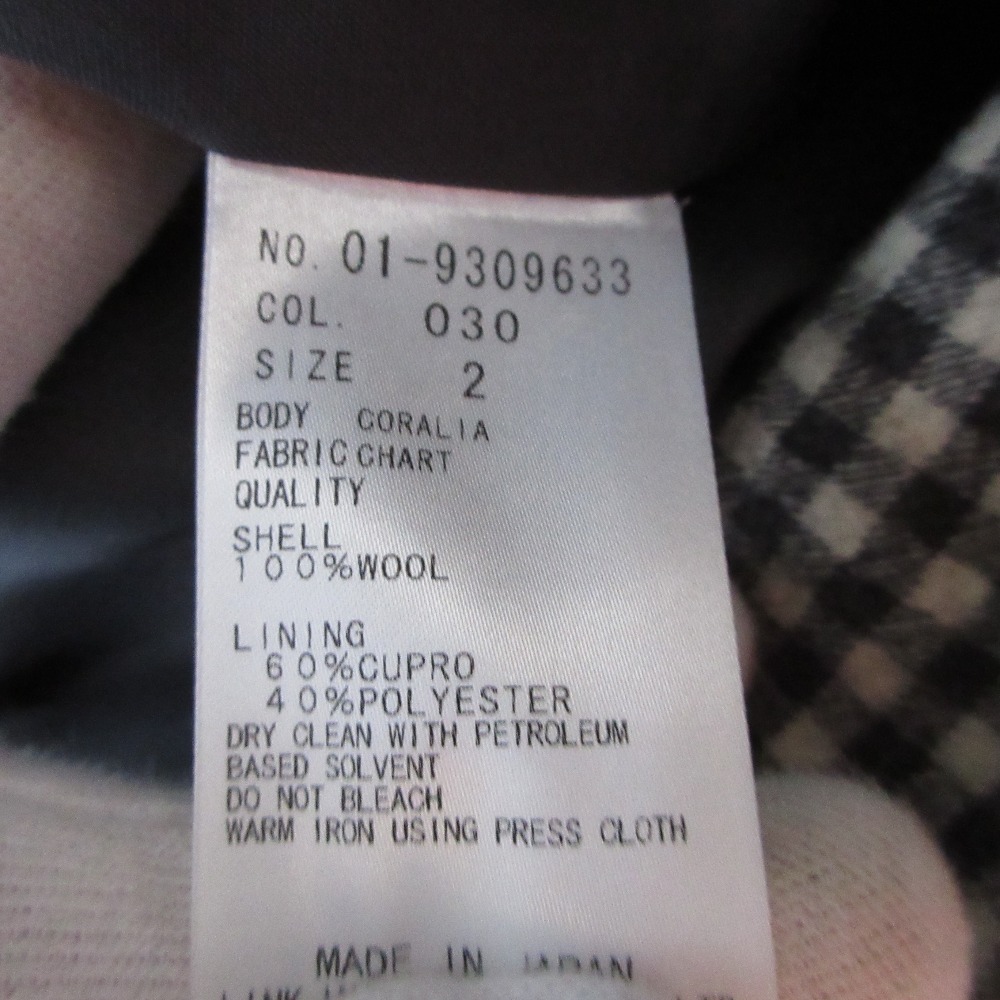 NO. 01-9309633
COL. 030
SIZE 2
BODY CORALIA
FABRIC CHART
QUALITY
SHELL
100%WOOL
LINING
60%CUPRO
40%POLYESTER
DRY CLEAN WITH PETROLEUM
BASED SOLVENT
DO NOT BLEACH
WARM IRON USING PRESS CLOTH
MADE IN JAPAN